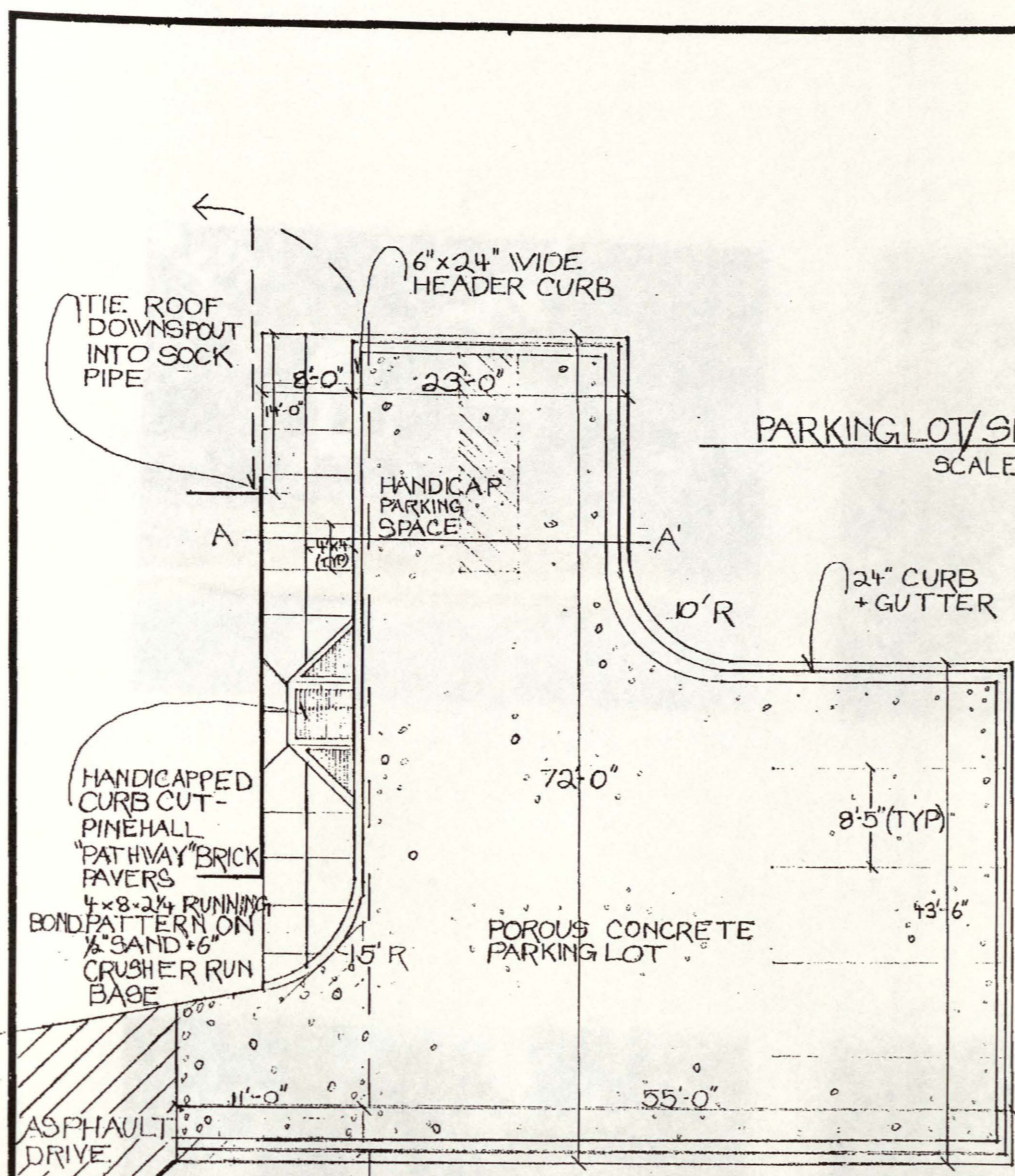 6"x24" WIDE
HEADER CURB
TIE ROOF
DOWNSPOUT
INTO SOCK
PIPE
8'-0"
23'-0"
14'-0"
PARKING LOT/
SCALE
HANDICAP
PARKING
SPACE
A
A'
4'x4'
(TYP)
24" CURB
+ GUTTER
10'R
72'-0"
8'-5"(TYP)
HANDICAPPED
CURB CUT-
PINEHALL
"PATHWAY" BRICK
PAVERS
4x8x2¼ RUNNING
BOND PATTERN ON
½" SAND + 6"
CRUSHER RUN
BASE
43'-6"
15'R
POROUS CONCRETE
PARKING LOT
11'-0"
55'-0"
ASPHAULT
DRIVE